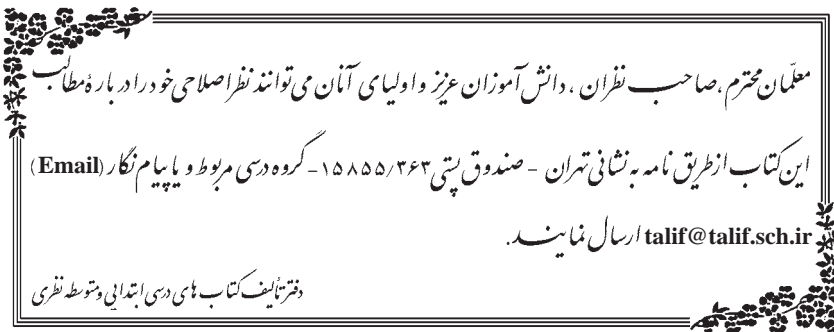 معلّمان محترم، صاحب نظران، دانش‌آموزان عزیز و اولیای آنان می‌توانند نظر اصلاحی خود را در بارهٔ مطالب
این کتاب از طریق نامه به نشانی تهران - صندوق پستی ۱۵۸۵۵/۳۶۳ - گروه درسی مربوط و یا پیام‌نگار (Email)
talif@talif.sch.ir ارسال نمایند.
دفتر تألیف کتاب‌های درسی ابتدایی و متوسطه نظری